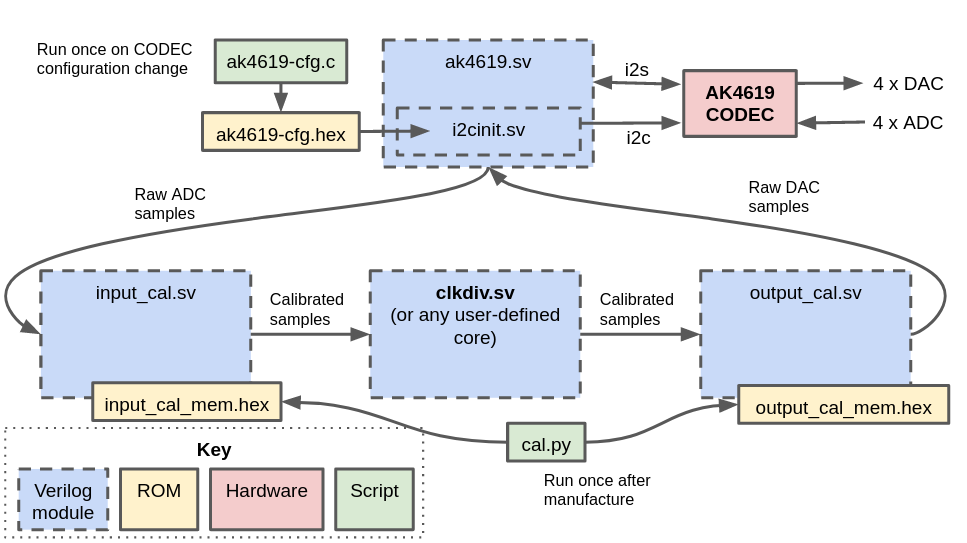 Run once on CODEC
configuration change
ak4619-cfg.c
ak4619-cfg.hex
ak4619.sv
i2cinit.sv
i2s
i2c
AK4619
CODEC
4 x DAC
4 x ADC
Raw ADC
samples
Raw DAC
samples
input_cal.sv
Calibrated
samples
clkdiv.sv
(or any user-defined
core)
Calibrated
samples
output_cal.sv
input_cal_mem.hex
output_cal_mem.hex
cal.py
Run once after
manufacture
Key
Verilog
module
ROM
Hardware
Script